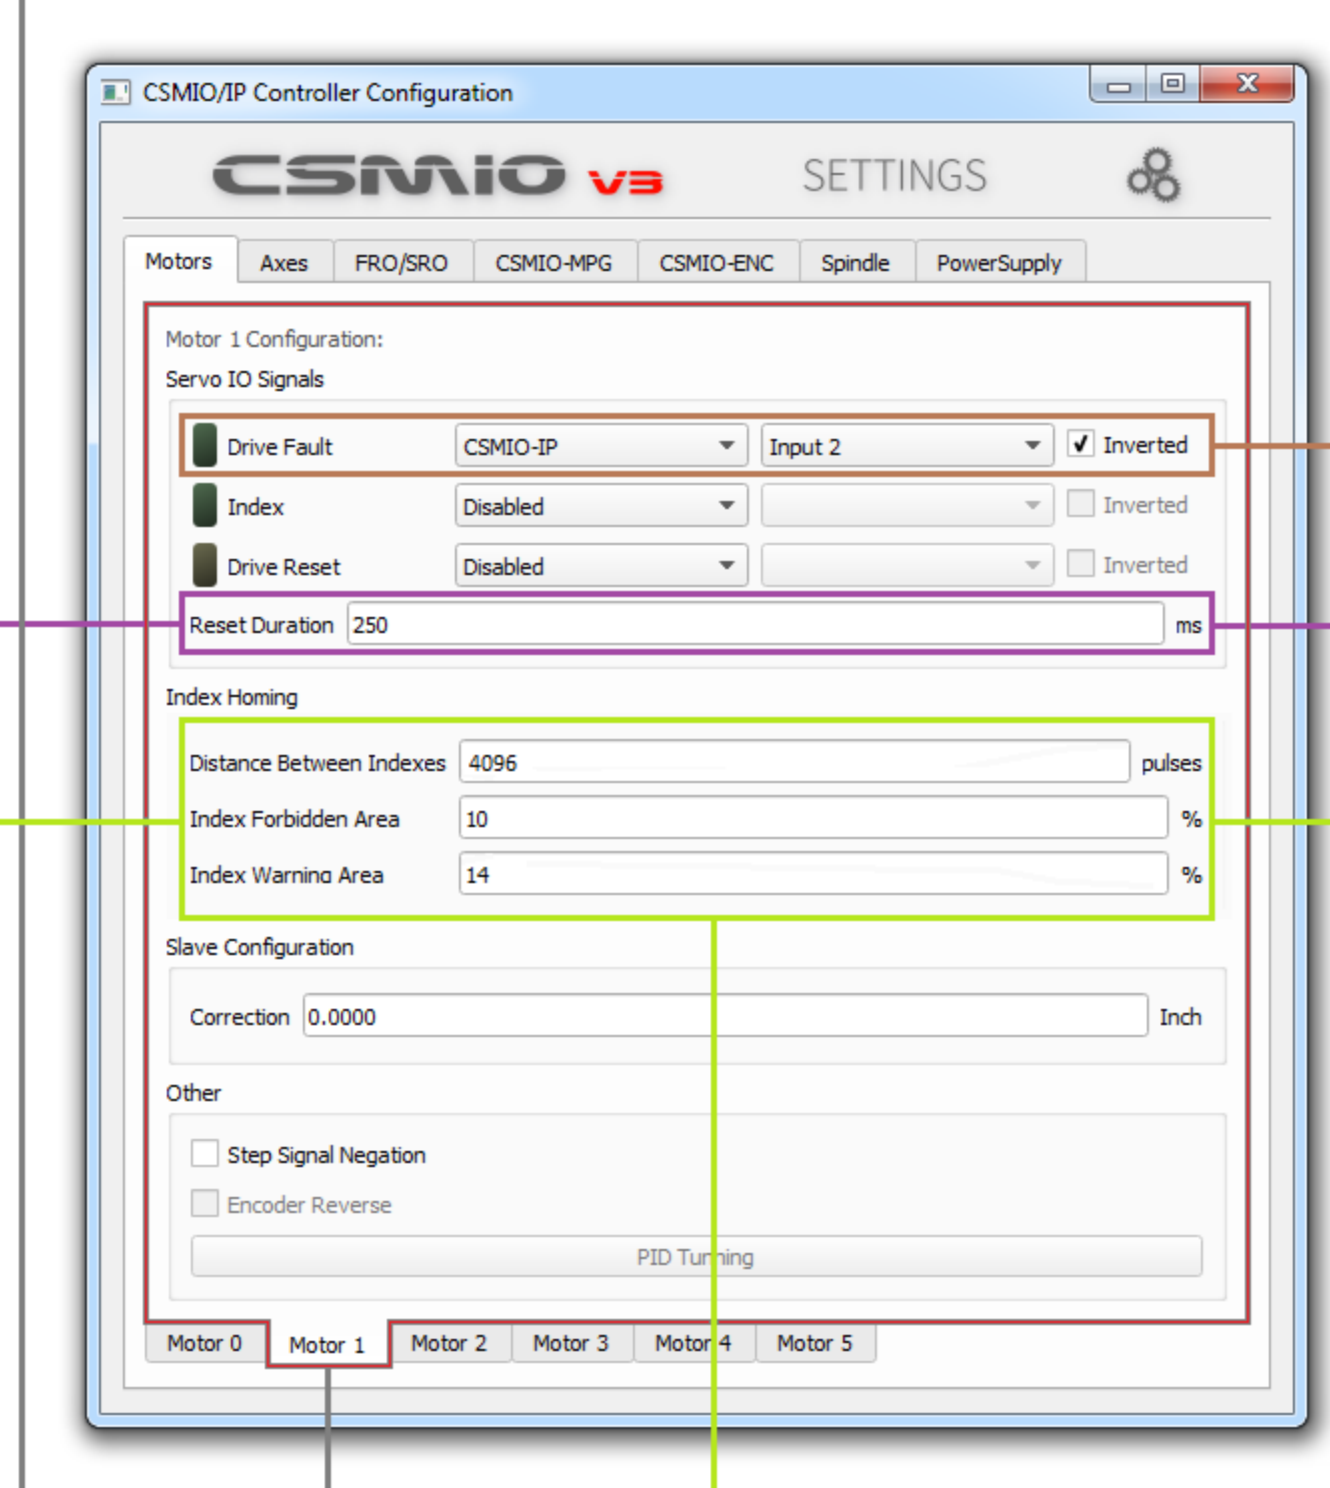 CSMIO/IP Controller Configuration
CSMIO V3 SETTINGS
Motors Axes FRO/SRO CSMIO-MPG CSMIO-ENC Spindle PowerSupply
Motor 1 Configuration:
Servo IO Signals
Drive Fault CSMIO-IP Input 2 Inverted
Index Disabled Inverted
Drive Reset Disabled Inverted
Reset Duration 250 ms
Index Homing
Distance Between Indexes 4096 pulses
Index Forbidden Area 10 %
Index Warning Area 14 %
Slave Configuration
Correction 0.0000 Inch
Other
Step Signal Negation
Encoder Reverse
PID Tunning
Motor 0 Motor 1 Motor 2 Motor 3 Motor 4 Motor 5